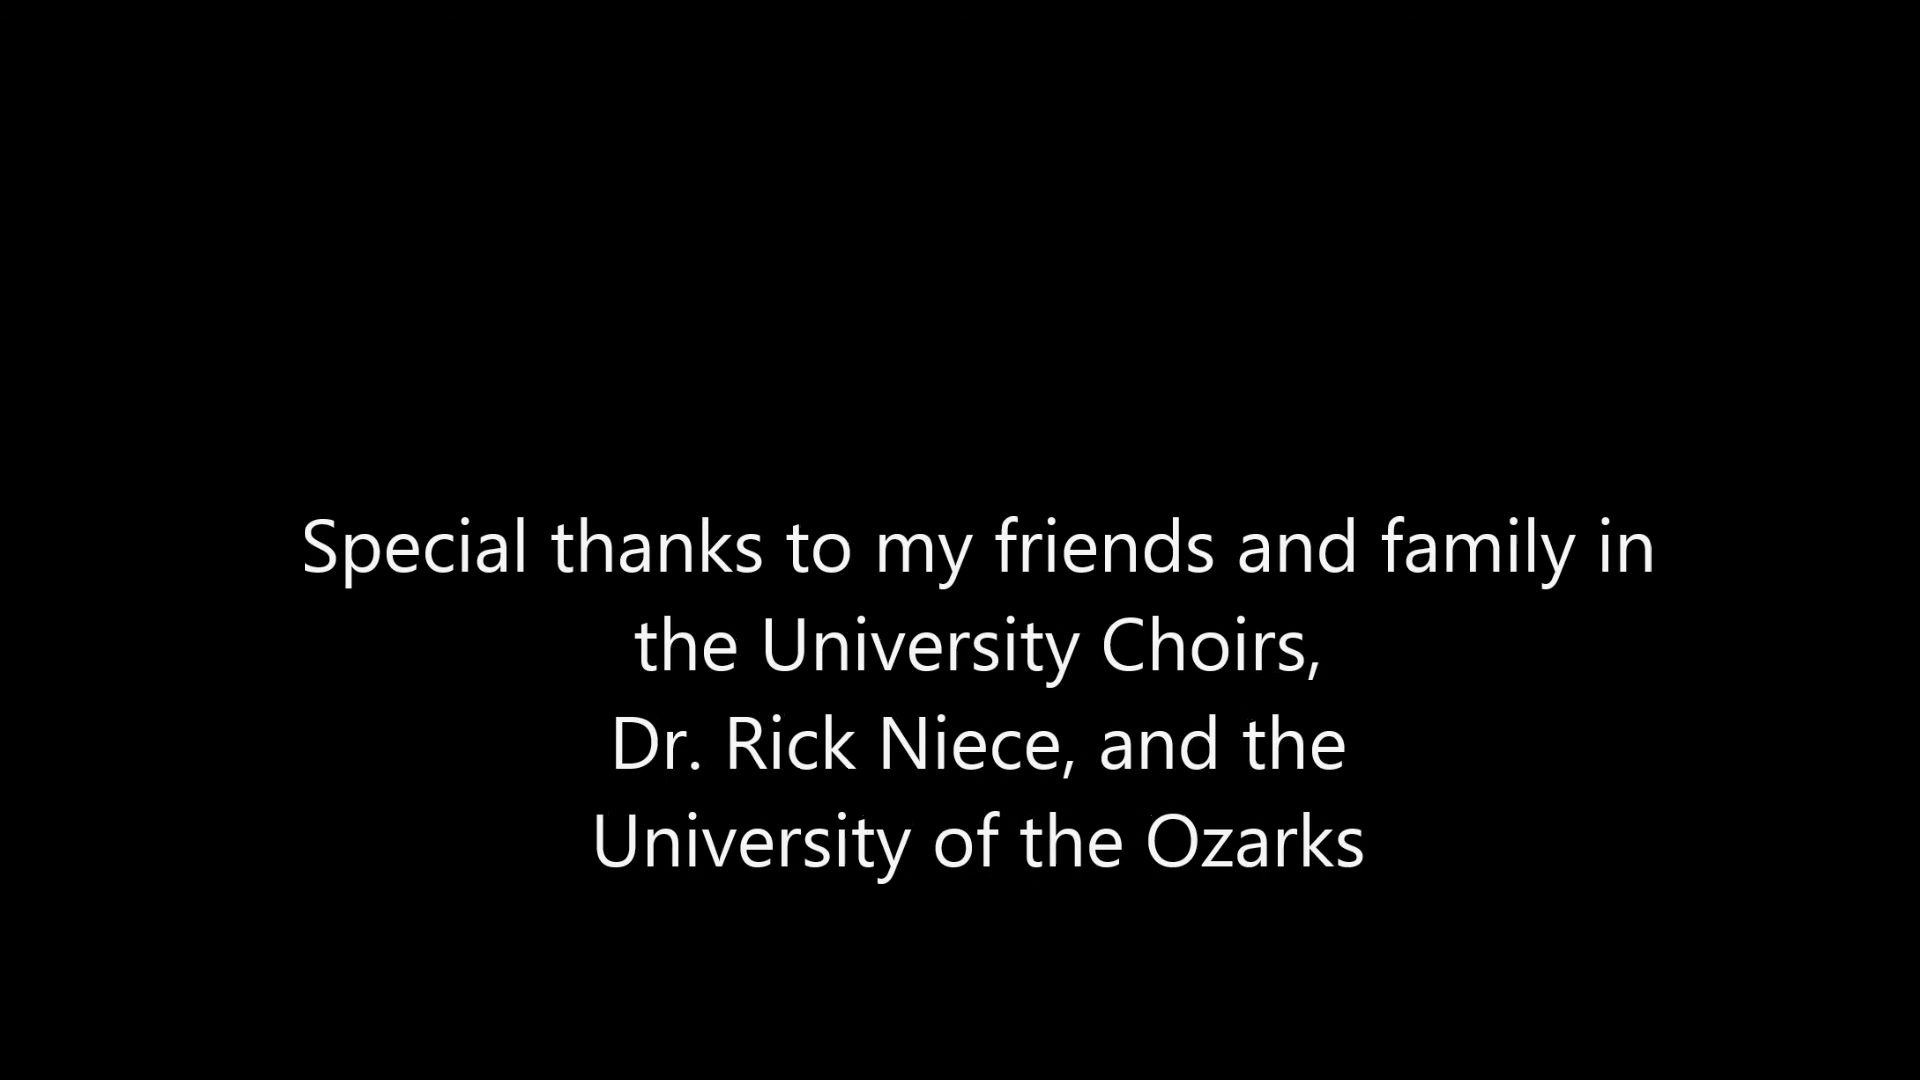 Special thanks to my friends and family in
the University Choirs,
Dr. Rick Niece, and the
University of the Ozarks